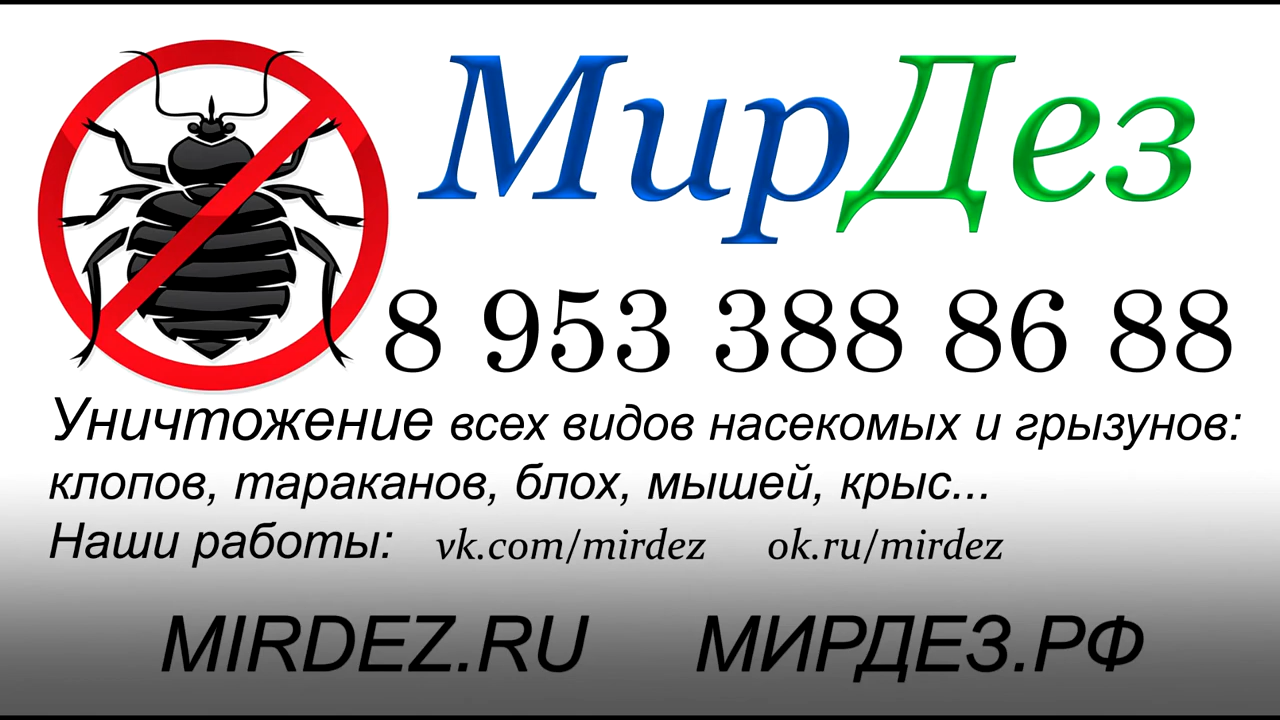 МирДез
8 953 388 86 88
Уничтожение всех видов насекомых и грызунов:
клопов, тараканов, блох, мышей, крыс...
Наши работы: vk.com/mirdez ok.ru/mirdez
MIRDEZ.RU МИРДЕЗ.РФ